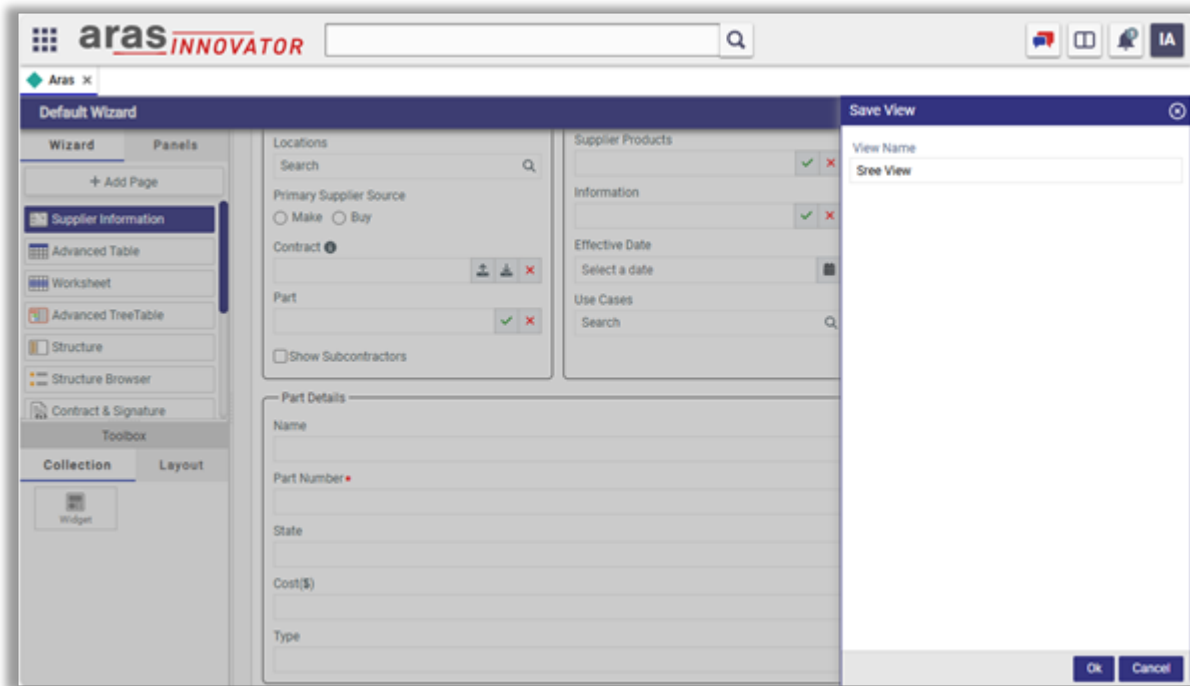 aras INNOVATOR
IA
Aras ×
Default Wizard
Wizard Panels
+ Add Page
Supplier Information
Advanced Table
Worksheet
Advanced TreeTable
Structure
Structure Browser
Contract & Signature
Toolbox
Collection Layout
Widget
Locations
Search
Primary Supplier Source
Make Buy
Contract
Part
Show Subcontractors
Supplier Products
Information
Effective Date
Select a date
Use Cases
Search
Part Details
Name
Part Number
State
Cost($)
Type
Save View
View Name
Sree View
Ok Cancel